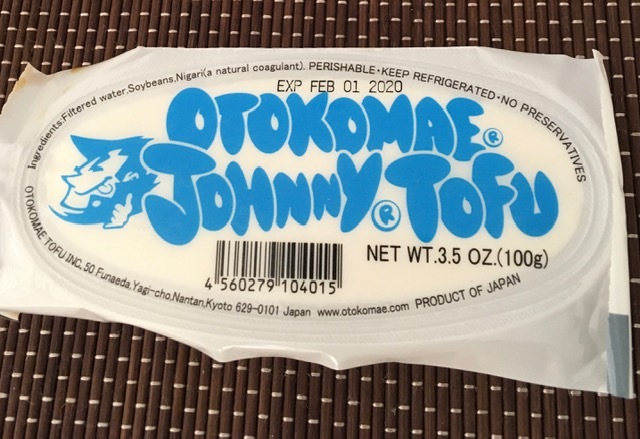 Ingredients,Filtered water,Soybeans,Nigari(a natural coagulant). PERISHABLE・KEEP REFRIGERATED・NO PRESERVATIVES
EXP FEB 01 2020
OTOKOMAE®
JOHNNY® TOFU
NET WT.3.5 OZ.(100g)
4 560279 104015
OTOKOMAE TOFU INC. 50 Funaeda,Yagi-cho,Nantan,Kyoto 629-0101 Japan www.otokomae.com PRODUCT OF JAPAN